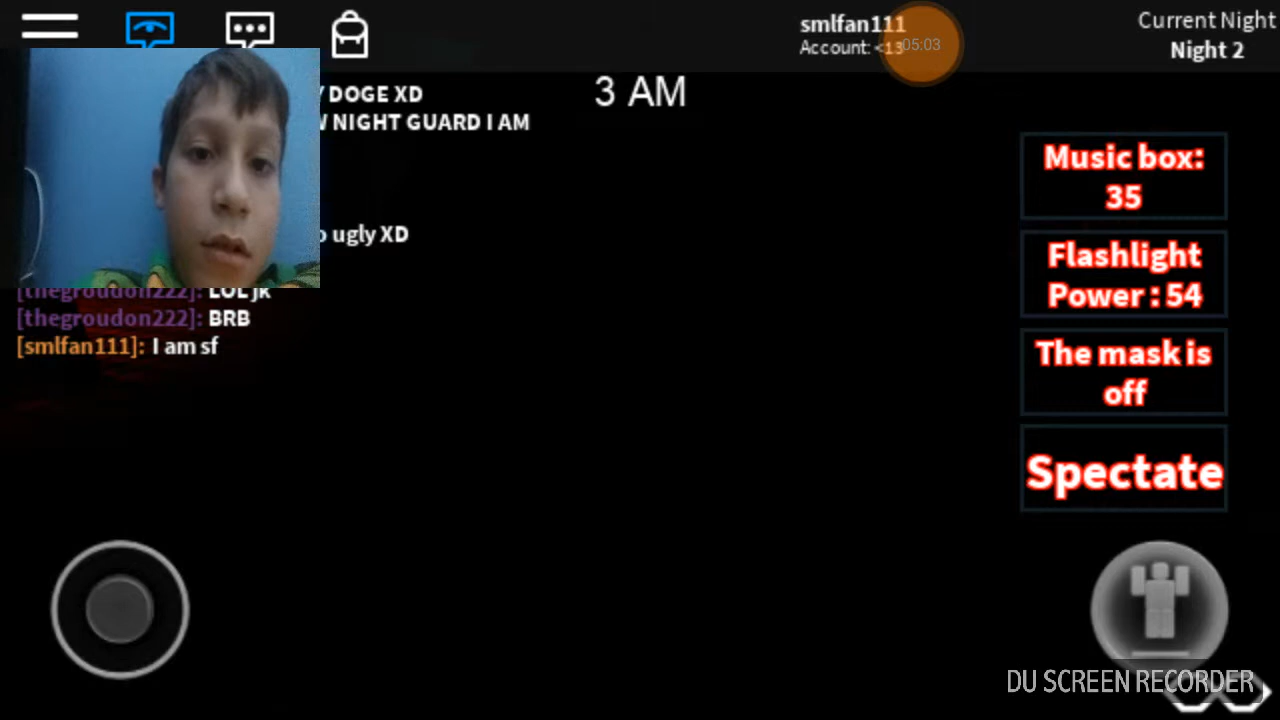 smlfan111
Account: <13
05:03
Current Night
Night 2
DOGE XD
NIGHT GUARD I AM
3 AM
ugly XD
[thegroudon222]: LOL jk
[thegroudon222]: BRB
[smlfan111]: I am sf
Music box:
35
Flashlight
Power : 54
The mask is
off
Spectate
DU SCREEN RECORDER